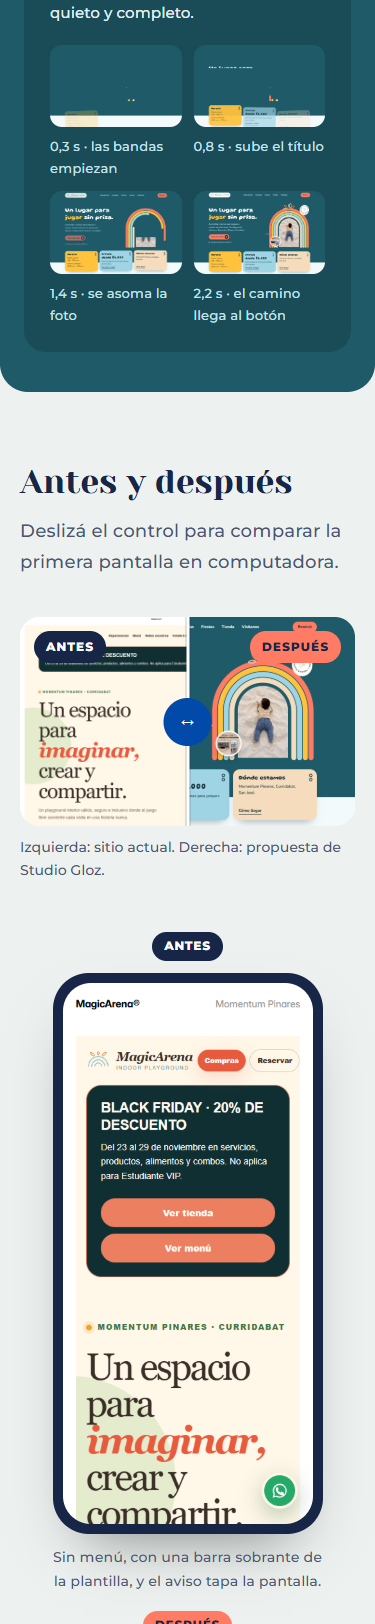 quieto y completo.
0,3 s · las bandas
empiezan
0,8 s · sube el título
Un lugar para
jugar sin prisa.
Un lugar para
jugar sin prisa.
1,4 s · se asoma la
foto
2,2 s · el camino
llega al botón
Antes y después
Deslizá el control para comparar la
primera pantalla en computadora.
ANTES
DESPUÉS
Fiestas Tienda Visítanos
DESCUENTO
MOMENTUM PINARES · CURRIDABAT
Un espacio
para
imaginar,
crear y
compartir.
Dónde estamos
Momentum Pinares, Curridabat,
San José.
Cómo llegar
Izquierda: sitio actual. Derecha: propuesta de
Studio Gloz.
ANTES
MagicArena®
Momentum Pinares
MagicArena
INDOOR PLAYGROUND
Compras
Reservar
BLACK FRIDAY · 20% DE
DESCUENTO
Del 23 al 29 de noviembre en servicios,
productos, alimentos y combos. No aplica
para Estudiante VIP.
Ver tienda
Ver menú
MOMENTUM PINARES · CURRIDABAT
Un espacio
para
imaginar,
crear y
compartir.
Sin menú, con una barra sobrante de
la plantilla, y el aviso tapa la pantalla.
DESPUÉS